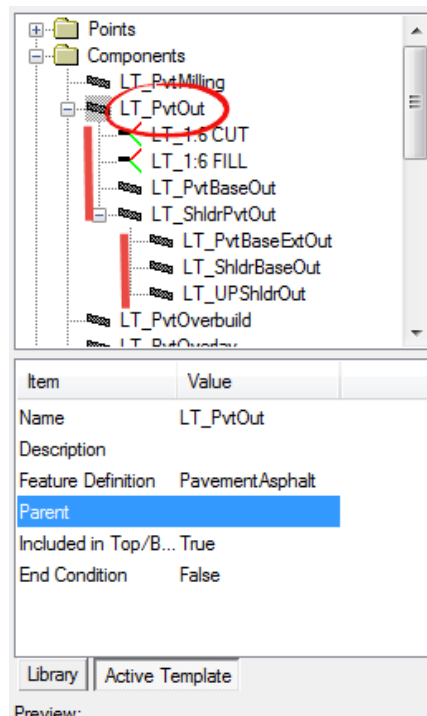 Points
Components
LT_PvtMilling
LT_PvtOut
LT_1:6 CUT
LT_1:6 FILL
LT_PvtBaseOut
LT_ShldrPvtOut
LT_PvtBaseExtOut
LT_ShldrBaseOut
LT_UPShldrOut
LT_PvtOverbuild
LT_PvtOverlay
Item Value
Name LT_PvtOut
Description
Feature Definition PavementAsphalt
Parent
Included in Top/B... True
End Condition False
Library Active Template
Preview: